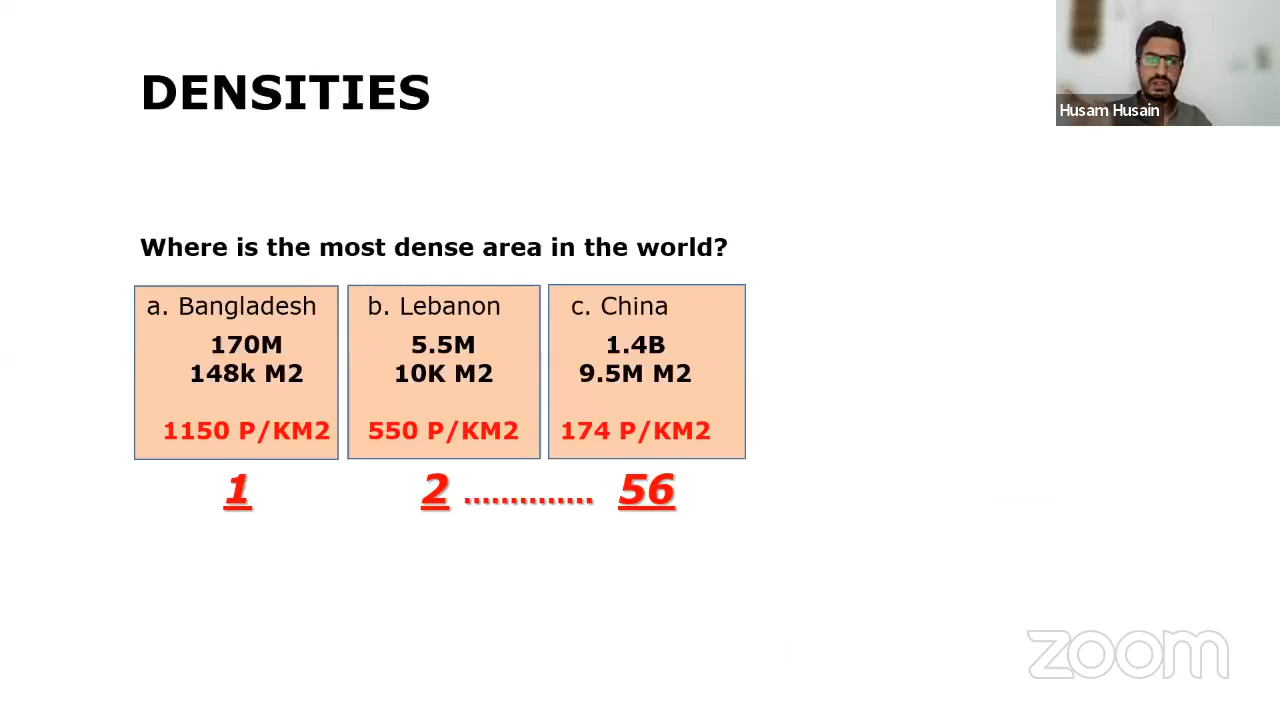 DENSITIES
Husam Husain
Where is the most dense area in the world?
a. Bangladesh
170M
148k M2
1150 P/KM2
b. Lebanon
5.5M
10K M2
550 P/KM2
c. China
1.4B
9.5M M2
174 P/KM2
1 2 .............. 56
zoom